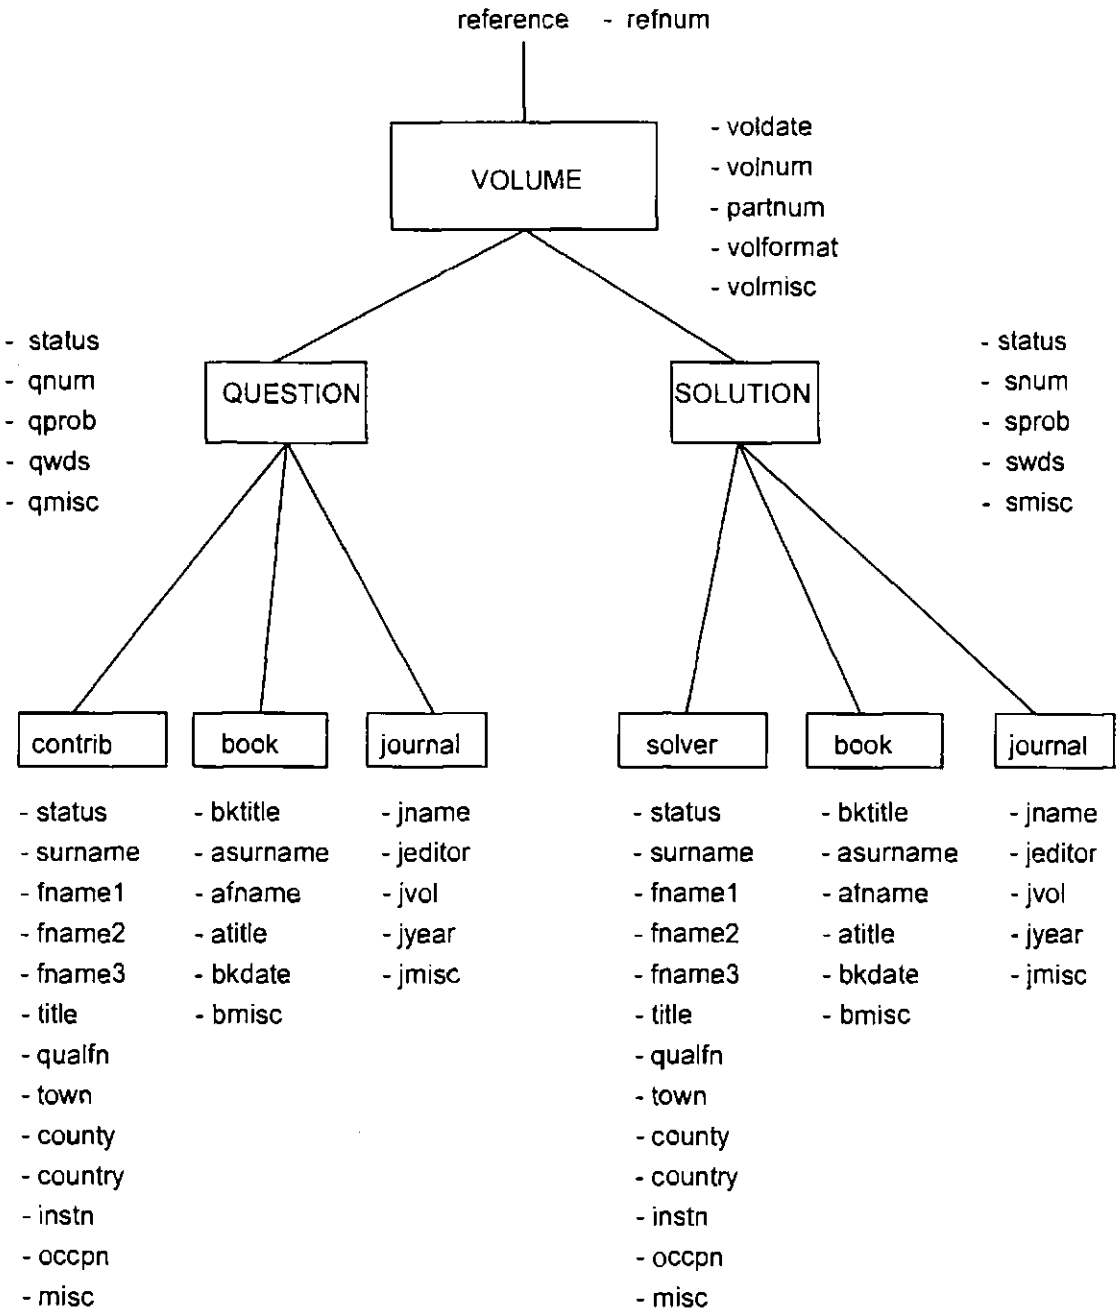 reference - refnum
VOLUME
- voldate
- volnum
- partnum
- volformat
- volmisc
- status
- qnum
- qprob
- qwds
- qmisc
QUESTION
SOLUTION
- status
- snum
- sprob
- swds
- smisc
contrib
- status
- surname
- fname1
- fname2
- fname3
- title
- qualfn
- town
- county
- country
- instn
- occpn
- misc
book
- bktitle
- asurname
- afname
- atitle
- bkdate
- bmisc
journal
- jname
- jeditor
- jvol
- jyear
- jmisc
solver
- status
- surname
- fname1
- fname2
- fname3
- title
- qualfn
- town
- county
- country
- instn
- occpn
- misc
book
- bktitle
- asurname
- afname
- atitle
- bkdate
- bmisc
journal
- jname
- jeditor
- jvol
- jyear
- jmisc